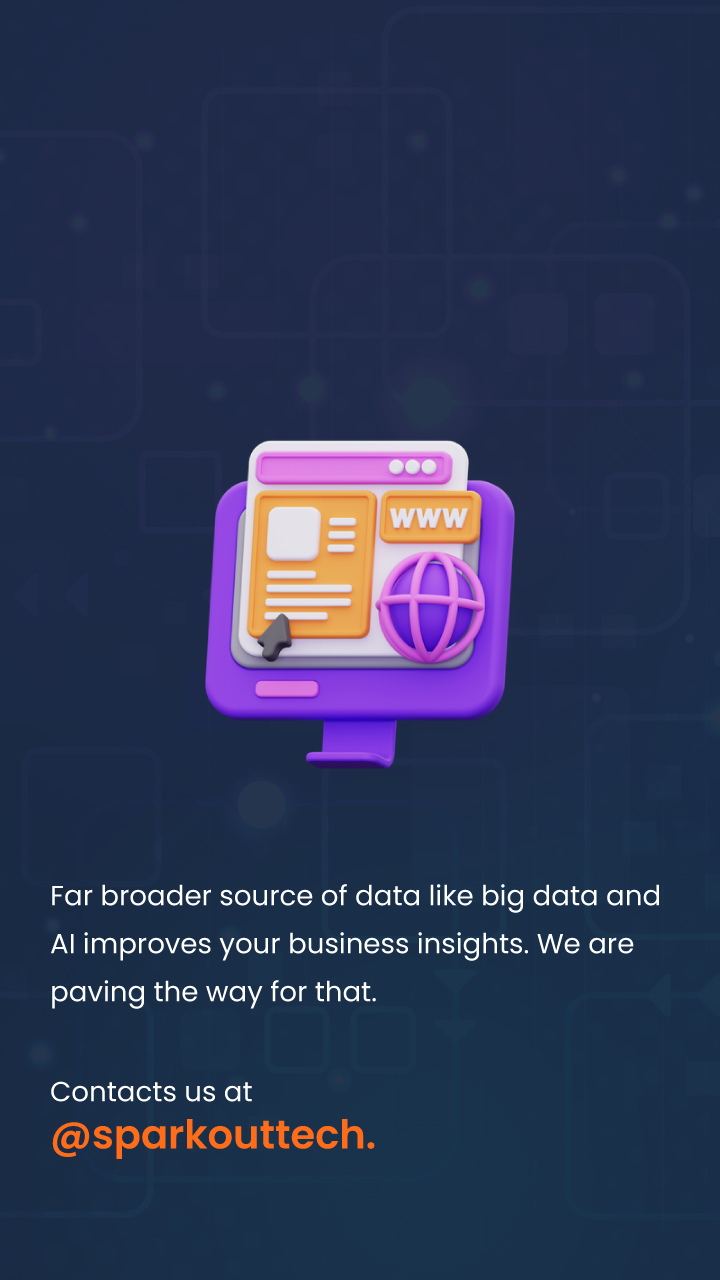 WWW
Far broader source of data like big data and
AI improves your business insights. We are
paving the way for that.
Contacts us at
@sparkouttech.